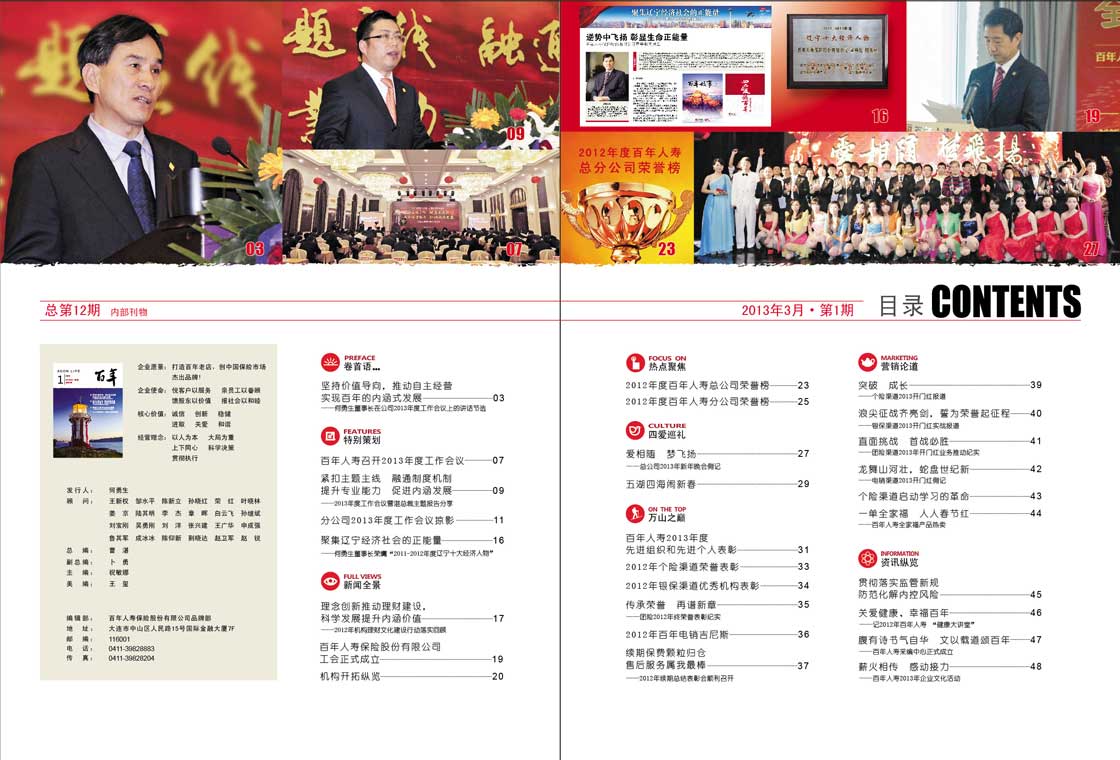 09
03
07
16
19
逆势中飞扬 彰显生命正能量
2012年度百年人寿
总分公司荣誉榜
23
27
总第12期 内部刊物
2013年3月·第1期
目录 CONTENTS
百年
企业愿景: 打造百年老店，创中国保险市场
杰出品牌!
企业使命: 悦客户以服务 亲员工以眷顾
馈股东以价值 报社会以和睦
核心价值: 诚信 创新 稳健
进取 关爱 和谐
经营理念: 以人为本 大局为重
上下同心 科学决策
贯彻执行
发行人: 何勇生
顾问: 王新权 邹水平 陈新立 孙晓红 荣红 叶晓林
娄京 陆其明 李杰 章晖 白云飞 孙继斌
刘宝刚 吴勇刚 刘洋 张兴建 王广华 申成强
鲁其军 成冰冰 陈仰新 荆晓达 赵卫军 赵锐
总编: 曹湛
副总编: 卜勇
主编: 祝敏娜
美编: 王玺
编辑部: 百年人寿保险股份有限公司品牌部
地址: 大连市中山区人民路15号国际金融大厦7F
邮编: 116001
电话: 0411-39828883
传真: 0411-39828204
PREFACE
卷首语...
坚持价值导向，推动自主经营
实现百年的内涵式发展 03
——何勇生董事长在公司2013年度工作会议上的讲话节选
FEATURES
特别策划
百年人寿召开2013年度工作会议 07
紧扣主题主线 融通制度机制
提升专业能力 促进内涵发展 09
——2013年度工作会议曹湛总裁主题报告分享
分公司2013年度工作会议掠影 11
聚集辽宁经济社会的正能量 16
——何勇生董事长荣膺“2011-2012年度辽宁十大经济人物”
FULL VIEWS
新闻全景
理念创新推动理财建设，
科学发展提升内涵价值 17
——2012年机构理财文化建设行动落实回顾
百年人寿保险股份有限公司
工会正式成立 19
机构开拓纵览 20
FOCUS ON
热点聚焦
2012年度百年人寿总公司荣誉榜 23
2012年度百年人寿分公司荣誉榜 25
CULTURE
四爱巡礼
爱相随 梦飞扬 27
——总公司2013年新年晚会侧记
五湖四海闹新春 29
ON THE TOP
万山之巅
百年人寿2013年度
先进组织和先进个人表彰 31
2012年个险渠道荣誉表彰 33
2012年银保渠道优秀机构表彰 34
传承荣誉 再谱新章 35
——团险2012年终荣誉表彰纪实
2012年百年电销吉尼斯 36
续期保费颗粒归仓
售后服务属我最棒 37
——2012年续期总结表彰会顺利召开
MARKETING
营销论道
突破 成长 39
——个险渠道2013开门红报道
浪尖征战齐亮剑，誓为荣誉起征程 40
——银保渠道2013开门红实战报道
直面挑战 首战必胜 41
——团险渠道2013年开门红业务推动纪实
龙舞山河壮，蛇盘世纪新 42
——电销渠道2013开门红侧记
个险渠道启动学习的革命 43
一单全家福 人人春节红 44
——百年人寿全家福产品热卖
INFORMATION
资讯纵览
贯彻落实监管新规
防范化解内控风险 45
关爱健康，幸福百年 46
——记2012年百年人寿 “健康大讲堂”
腹有诗书气自华 文以载道颂百年 47
——百年人寿采编中心正式成立
薪火相传 感动接力 48
——百年人寿2013年企业文化活动